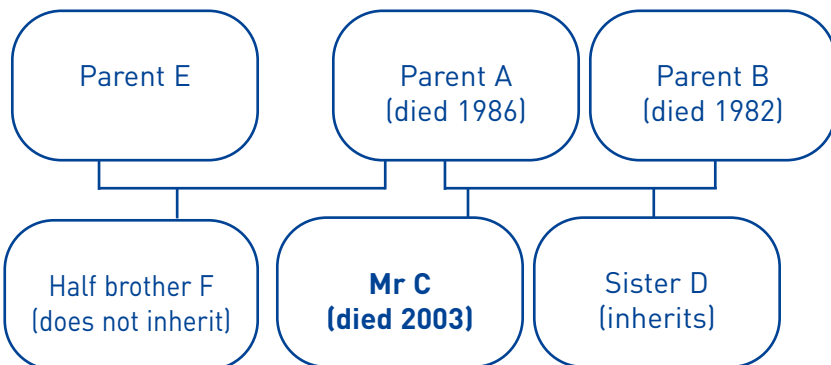 Parent E
Parent A
(died 1986)
Parent B
(died 1982)
Half brother F
(does not inherit)
Mr C
(died 2003)
Sister D
(inherits)